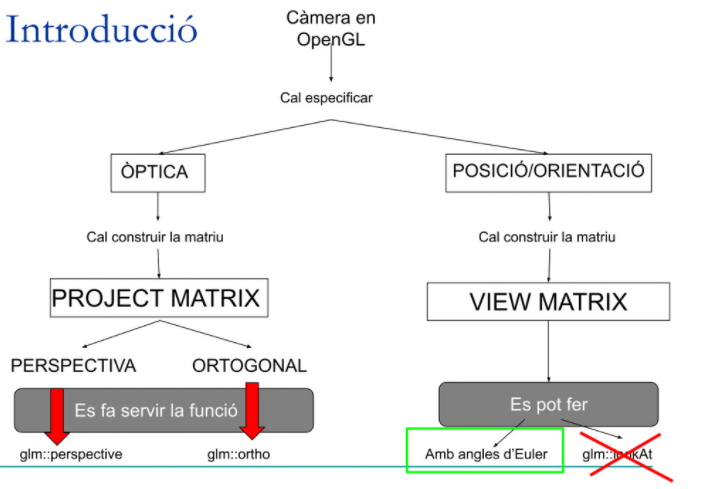 Introducció
Càmera en
OpenGL
Cal especificar
ÒPTICA
POSICIÓ/ORIENTACIÓ
Cal construir la matriu
Cal construir la matriu
PROJECT MATRIX
VIEW MATRIX
PERSPECTIVA
ORTOGONAL
Es fa servir la funció
Es pot fer
glm::perspective
glm::ortho
Amb angles d'Euler
glm::lookAt